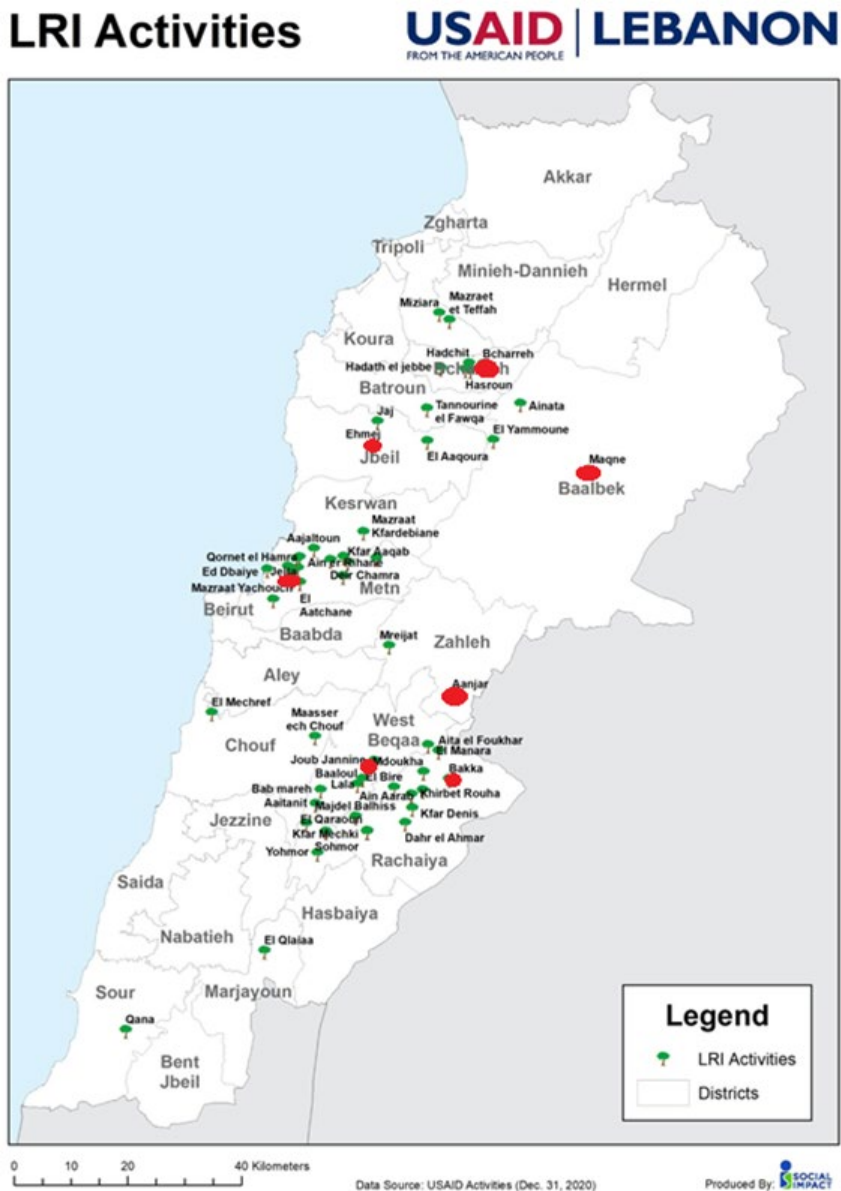 LRI Activities
USAID | LEBANON
FROM THE AMERICAN PEOPLE
Akkar
Zgharta
Tripoli
Minieh-Dannieh
Hermel
Miziara
Mazraet
et Teffah
Koura
Hadchit
Bcharreh
Hadath el jebbe
Hasroun
Batroun
Tannourine
el Fawqa
Ainata
Jaj
El Yammoune
Ehmej
El Aaqoura
Jbeil
Maqne
Baalbek
Kesrwan
Mazraat
Kfardebiane
Aajaltoun
Kfar Aaqab
Qornet el Hamra
Ain er Rihane
Ed Dbaiye
Jeita
Deir Chamra
Mazraat Yachouch
Metn
El
Aatchane
Beirut
Baabda
Mreijat
Zahleh
Aley
Aanjar
El Mechref
Maasser
ech Chouf
West
Beqaa
Chouf
Aita el Foukhar
El Manara
Joub Jannine
Mdoukha
Bakka
Baaloul
El Bire
Lala
Bab mareh
Ain Aarab
Khirbet Rouha
Aaitanit
Majdel Balhiss
Kfar Denis
Jezzine
El Qaraoun
Kfar Mechki
Dahr el Ahmar
Sohmor
Yohmor
Rachaiya
Saida
Hasbaiya
Nabatieh
El Qlaiaa
Sour
Marjayoun
Qana
Bent
Jbeil
Legend
LRI Activities
Districts
0 10 20 40 Kilometers
Data Source: USAID Activities (Dec. 31, 2020)
Produced By: SOCIAL
IMPACT